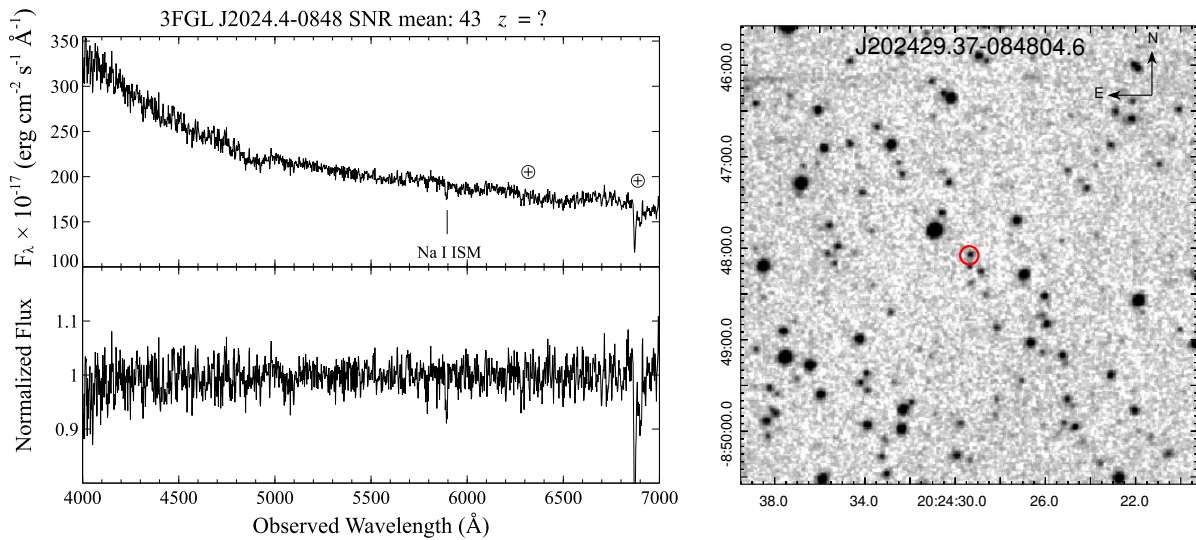 3FGL J2024.4-0848 SNR mean: 43 z = ?
350
300
250
200
150
100
F_λ × 10⁻¹⁷ (erg cm⁻² s⁻¹ Å⁻¹)
⊕
⊕
Na I ISM
1.1
1
0.9
Normalized Flux
4000 4500 5000 5500 6000 6500 7000
Observed Wavelength (Å)
J202429.37-084804.6
N
E
46:00.0
47:00.0
48:00.0
49:00.0
-8:50:00.0
38.0 34.0 20:24:30.0 26.0 22.0